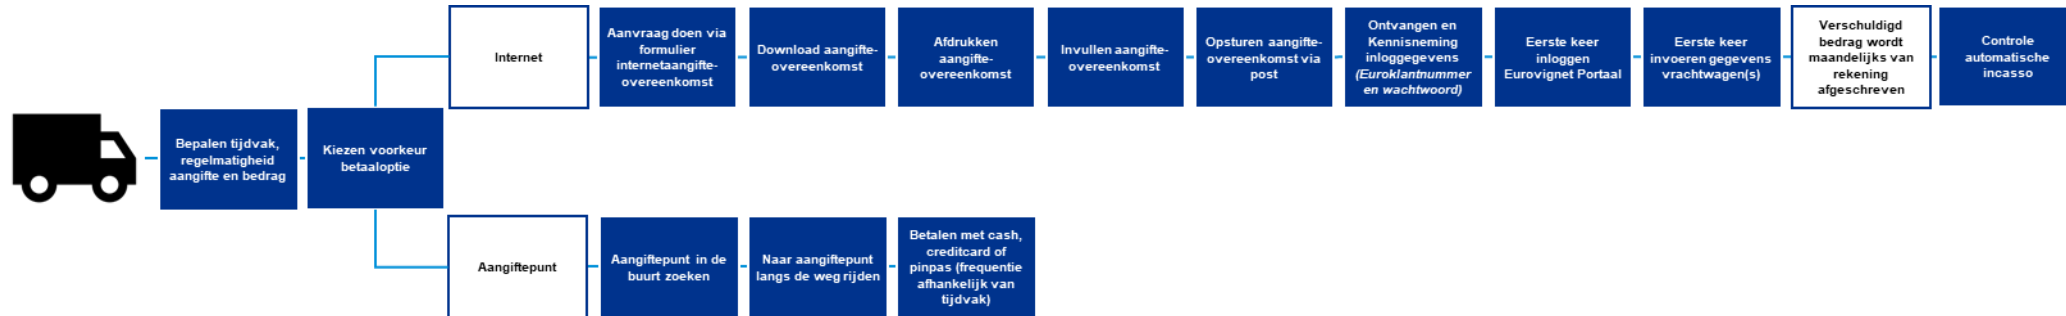 Bepalen tijdvak,
regelmatigheid
aangifte en bedrag
Kiezen voorkeur
betaaloptie
Internet
Aanvraag doen via
formulier
internetaangifte-
overeenkomst
Download aangifte-
overeenkomst
Afdrukken
aangifte-
overeenkomst
Invullen aangifte-
overeenkomst
Opsturen aangifte-
overeenkomst via
post
Ontvangen en
Kennisneming
inloggegevens
(Euroklantnummer
en wachtwoord)
Eerste keer
inloggen
Eurovignet Portaal
Eerste keer
invoeren gegevens
vrachtwagen(s)
Verschuldigd
bedrag wordt
maandelijks van
rekening
afgeschreven
Controle
automatische
incasso
Aangiftepunt
Aangiftepunt in de
buurt zoeken
Naar aangiftepunt
langs de weg rijden
Betalen met cash,
creditcard of
pinpas (frequentie
afhankelijk van
tijdvak)